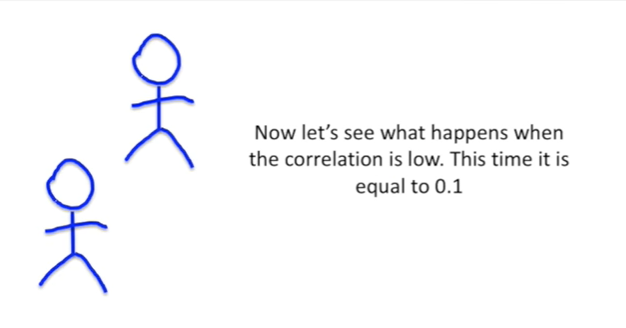 Now let’s see what happens when
the correlation is low. This time it is
equal to 0.1